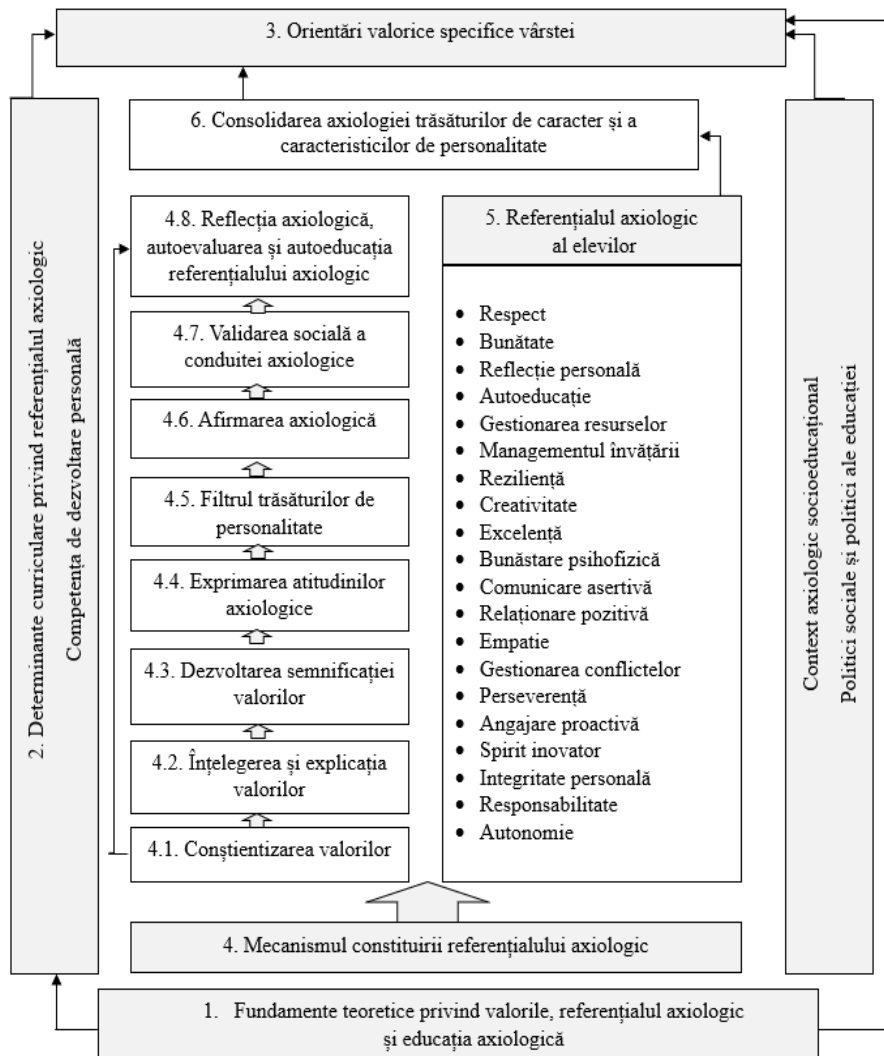 3. Orientări valorice specifice vârstei
6. Consolidarea axiologiei trăsăturilor de caracter și a
caracteristicilor de personalitate
2. Determinante curriculare privind referențialul axiologic
Competența de dezvoltare personală
4.8. Reflecția axiologică,
autoevaluarea și autoeducația
referențialului axiologic
4.7. Validarea socială a
conduitei axiologice
4.6. Afirmarea axiologică
4.5. Filtrul trăsăturilor de
personalitate
4.4. Exprimarea atitudinilor
axiologice
4.3. Dezvoltarea semnificației
valorilor
4.2. Înțelegerea și explicația
valorilor
4.1. Conștientizarea valorilor
5. Referențialul axiologic
al elevilor
• Respect
• Bunătate
• Reflecție personală
• Autoeducație
• Gestionarea resurselor
• Managementul învățării
• Reziliență
• Creativitate
• Excelență
• Bunăstare psihofizică
• Comunicare asertivă
• Relaționare pozitivă
• Empatie
• Gestionarea conflictelor
• Perseverență
• Angajare proactivă
• Spirit inovator
• Integritate personală
• Responsabilitate
• Autonomie
Context axiologic socioeducațional
Politici sociale și politici ale educației
4. Mecanismul constituirii referențialului axiologic
1. Fundamente teoretice privind valorile, referențialul axiologic
și educația axiologică